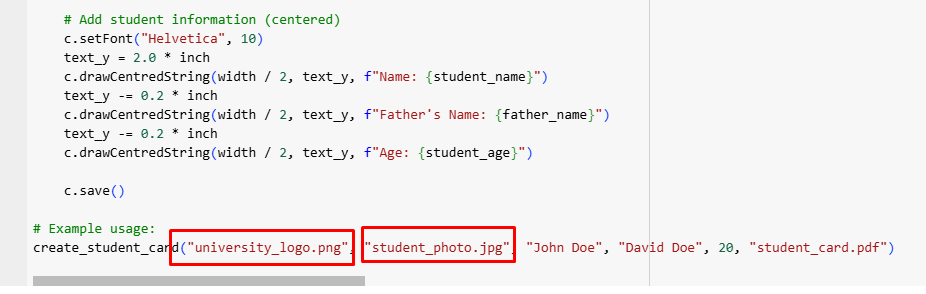 # Add student information (centered)
c.setFont("Helvetica", 10)
text_y = 2.0 * inch
c.drawCentredString(width / 2, text_y, f"Name: {student_name}")
text_y -= 0.2 * inch
c.drawCentredString(width / 2, text_y, f"Father's Name: {father_name}")
text_y -= 0.2 * inch
c.drawCentredString(width / 2, text_y, f"Age: {student_age}")
c.save()
# Example usage:
create_student_card("university_logo.png", "student_photo.jpg", "John Doe", "David Doe", 20, "student_card.pdf")